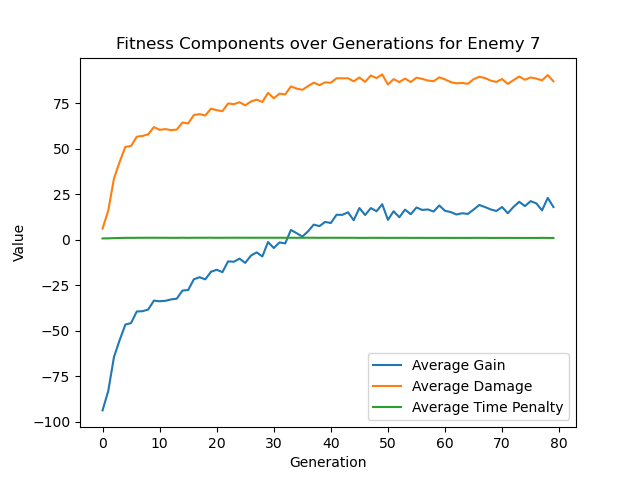 Fitness Components over Generations for Enemy 7
75
50
25
0
−25
−50
−75
−100
Value
0 10 20 30 40 50 60 70 80
Generation
Average Gain
Average Damage
Average Time Penalty